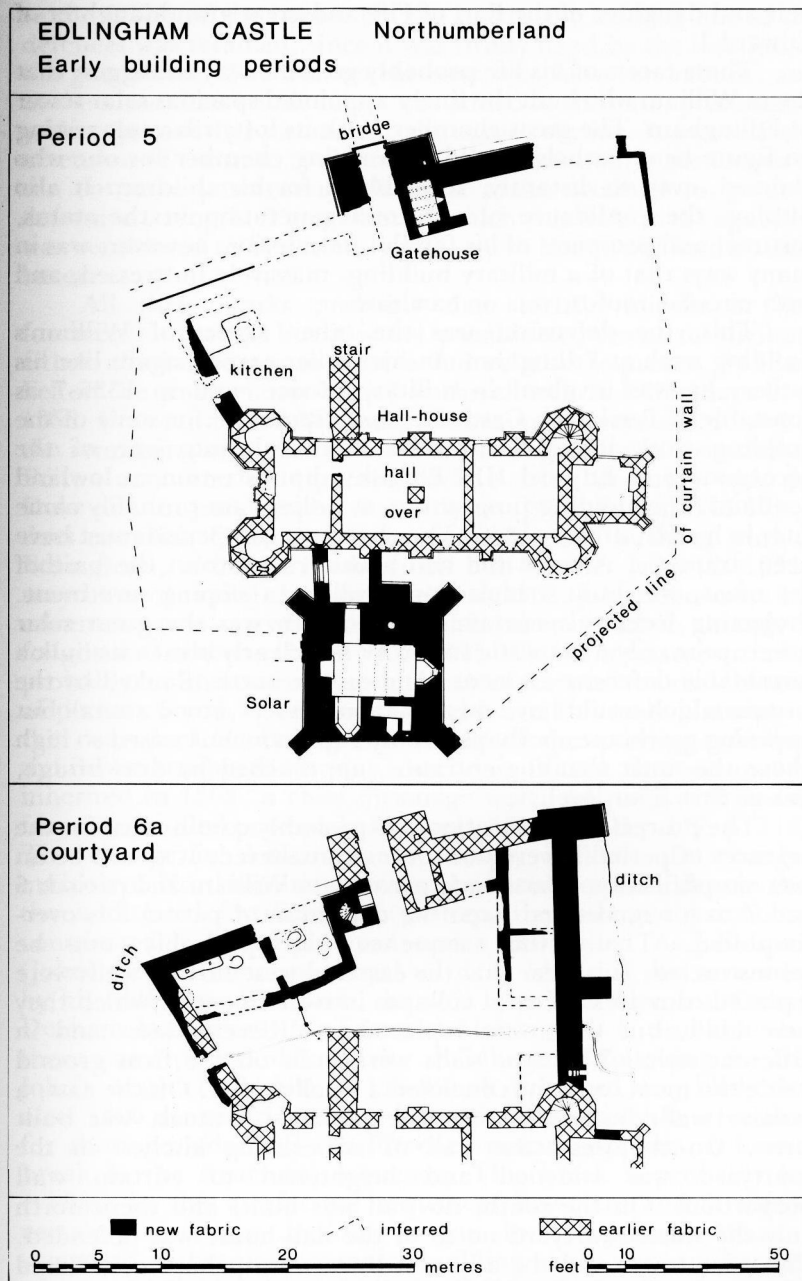 EDLINGHAM CASTLE Northumberland
Early building periods
Period 5
bridge
Gatehouse
kitchen
stair
Hall-house
hall
over
projected line of curtain wall
Solar
Period 6a
courtyard
ditch
ditch
new fabric inferred earlier fabric
0 10 20 30 metres 0 10 feet 50